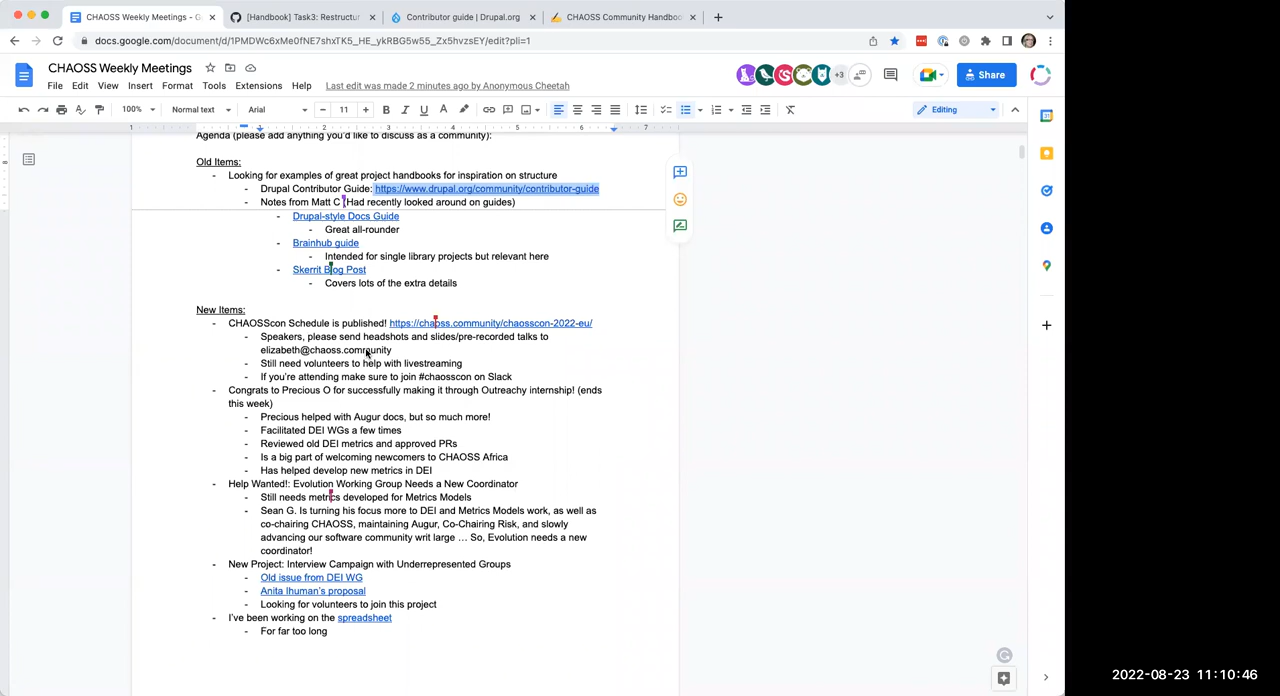 CHAOSS Weekly Meetings - G
[Handbook] Task3: Restructur
Contributor guide | Drupal.org
CHAOSS Community Handboo
docs.google.com/document/d/1PMDWc6xMe0fNE7shxTK5_HE_ykRBG5w55_Zx5hvzsEY/edit?pli=1
CHAOSS Weekly Meetings
+3
Share
File Edit View Insert Format Tools Extensions Help
Last edit was made 2 minutes ago by Anonymous Cheetah
100% Normal text Arial 11 Editing
1 1 2 3 4 5 6 7
Agenda (please add anything you'd like to discuss as a community):
Old Items:
- Looking for examples of great project handbooks for inspiration on structure
- Drupal Contributor Guide: https://www.drupal.org/community/contributor-guide
- Notes from Matt C (Had recently looked around on guides)
- Drupal-style Docs Guide
- Great all-rounder
- Brainhub guide
- Intended for single library projects but relevant here
- Skerrit Blog Post
- Covers lots of the extra details
New Items:
- CHAOSScon Schedule is published! https://chaoss.community/chaosscon-2022-eu/
- Speakers, please send headshots and slides/pre-recorded talks to
elizabeth@chaoss.community
- Still need volunteers to help with livestreaming
- If you're attending make sure to join #chaosscon on Slack
- Congrats to Precious O for successfully making it through Outreachy internship! (ends
this week)
- Precious helped with Augur docs, but so much more!
- Facilitated DEI WGs a few times
- Reviewed old DEI metrics and approved PRs
- Is a big part of welcoming newcomers to CHAOSS Africa
- Has helped develop new metrics in DEI
- Help Wanted!: Evolution Working Group Needs a New Coordinator
- Still needs metrics developed for Metrics Models
- Sean G. Is turning his focus more to DEI and Metrics Models work, as well as
co-chairing CHAOSS, maintaining Augur, Co-Chairing Risk, and slowly
advancing our software community writ large ... So, Evolution needs a new
coordinator!
- New Project: Interview Campaign with Underrepresented Groups
- Old issue from DEI WG
- Anita Ihuman's proposal
- Looking for volunteers to join this project
- I've been working on the spreadsheet
- For far too long
2022-08-23 11:10:46